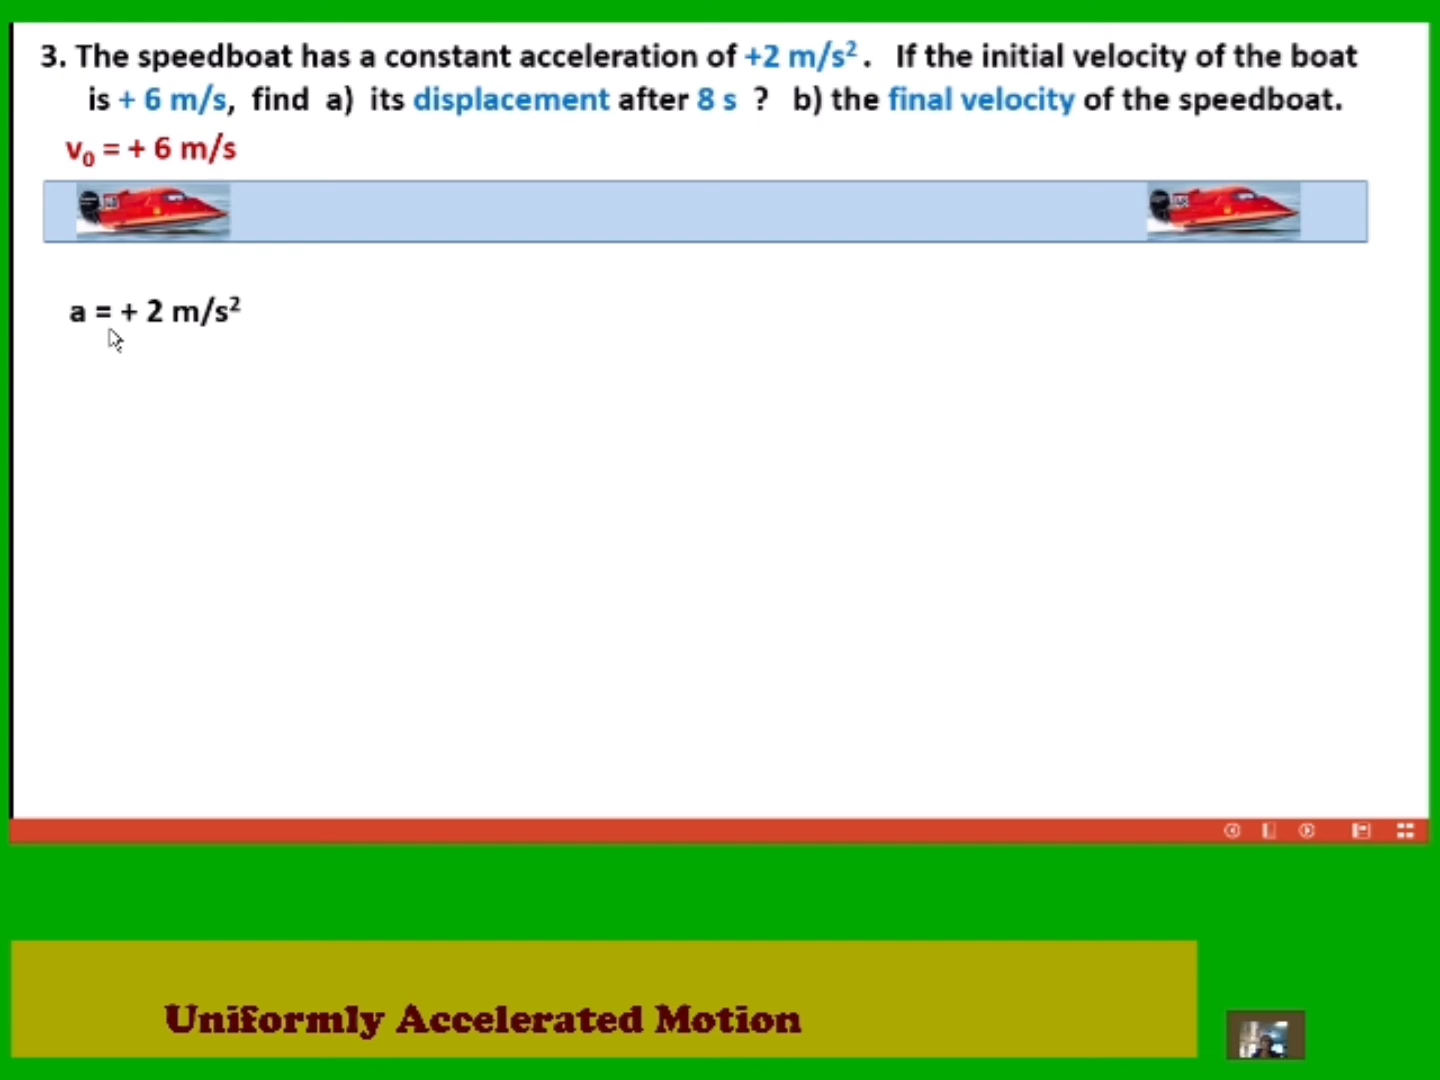 3. The speedboat has a constant acceleration of +2 m/s². If the initial velocity of the boat
is + 6 m/s, find a) its displacement after 8 s ? b) the final velocity of the speedboat.
v₀ = + 6 m/s
a = + 2 m/s²
Uniformly Accelerated Motion